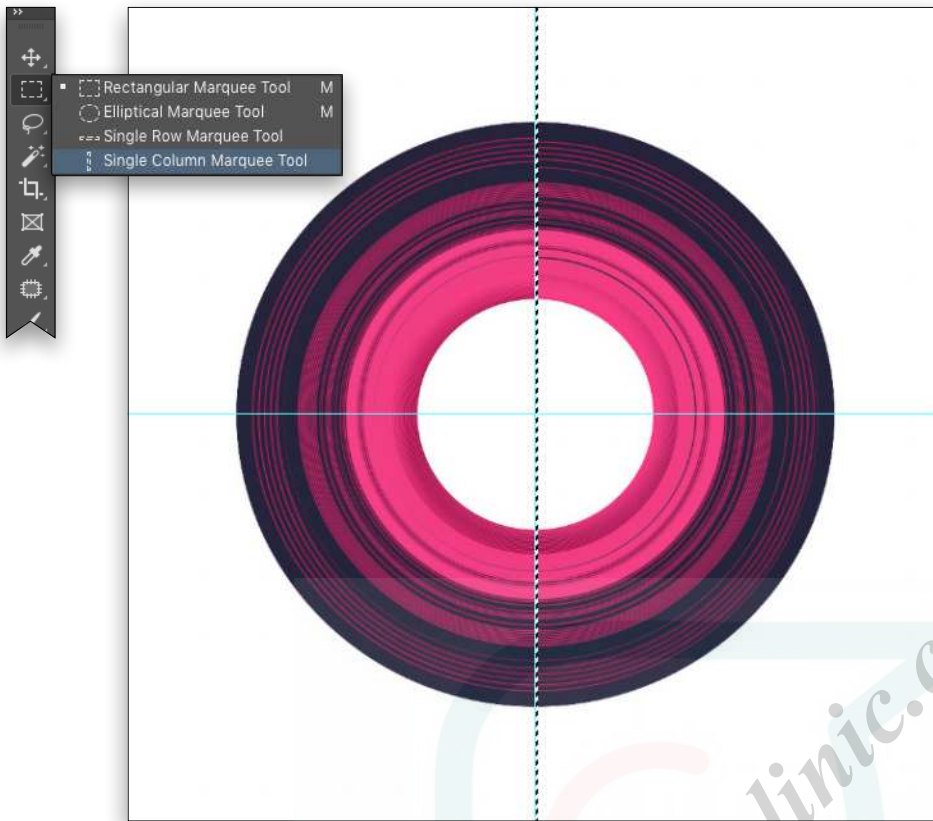 Rectangular Marquee Tool M
Elliptical Marquee Tool M
Single Row Marquee Tool
Single Column Marquee Tool